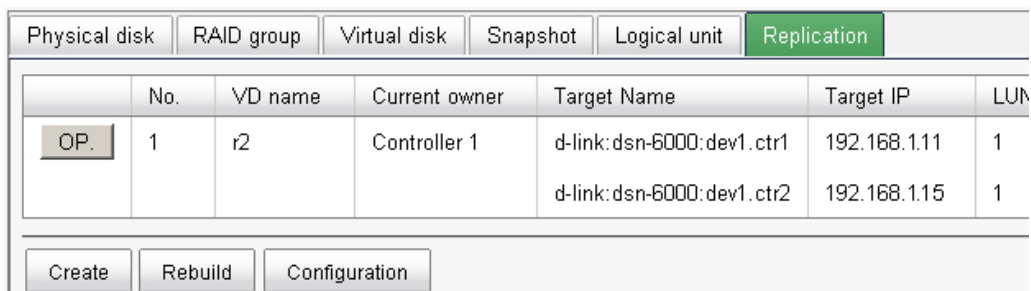 Physical disk RAID group Virtual disk Snapshot Logical unit Replication
No. VD name Current owner Target Name Target IP LUN
OP. 1 r2 Controller 1 d-link:dsn-6000:dev1.ctr1 192.168.1.11 1
d-link:dsn-6000:dev1.ctr2 192.168.1.15 1
Create Rebuild Configuration